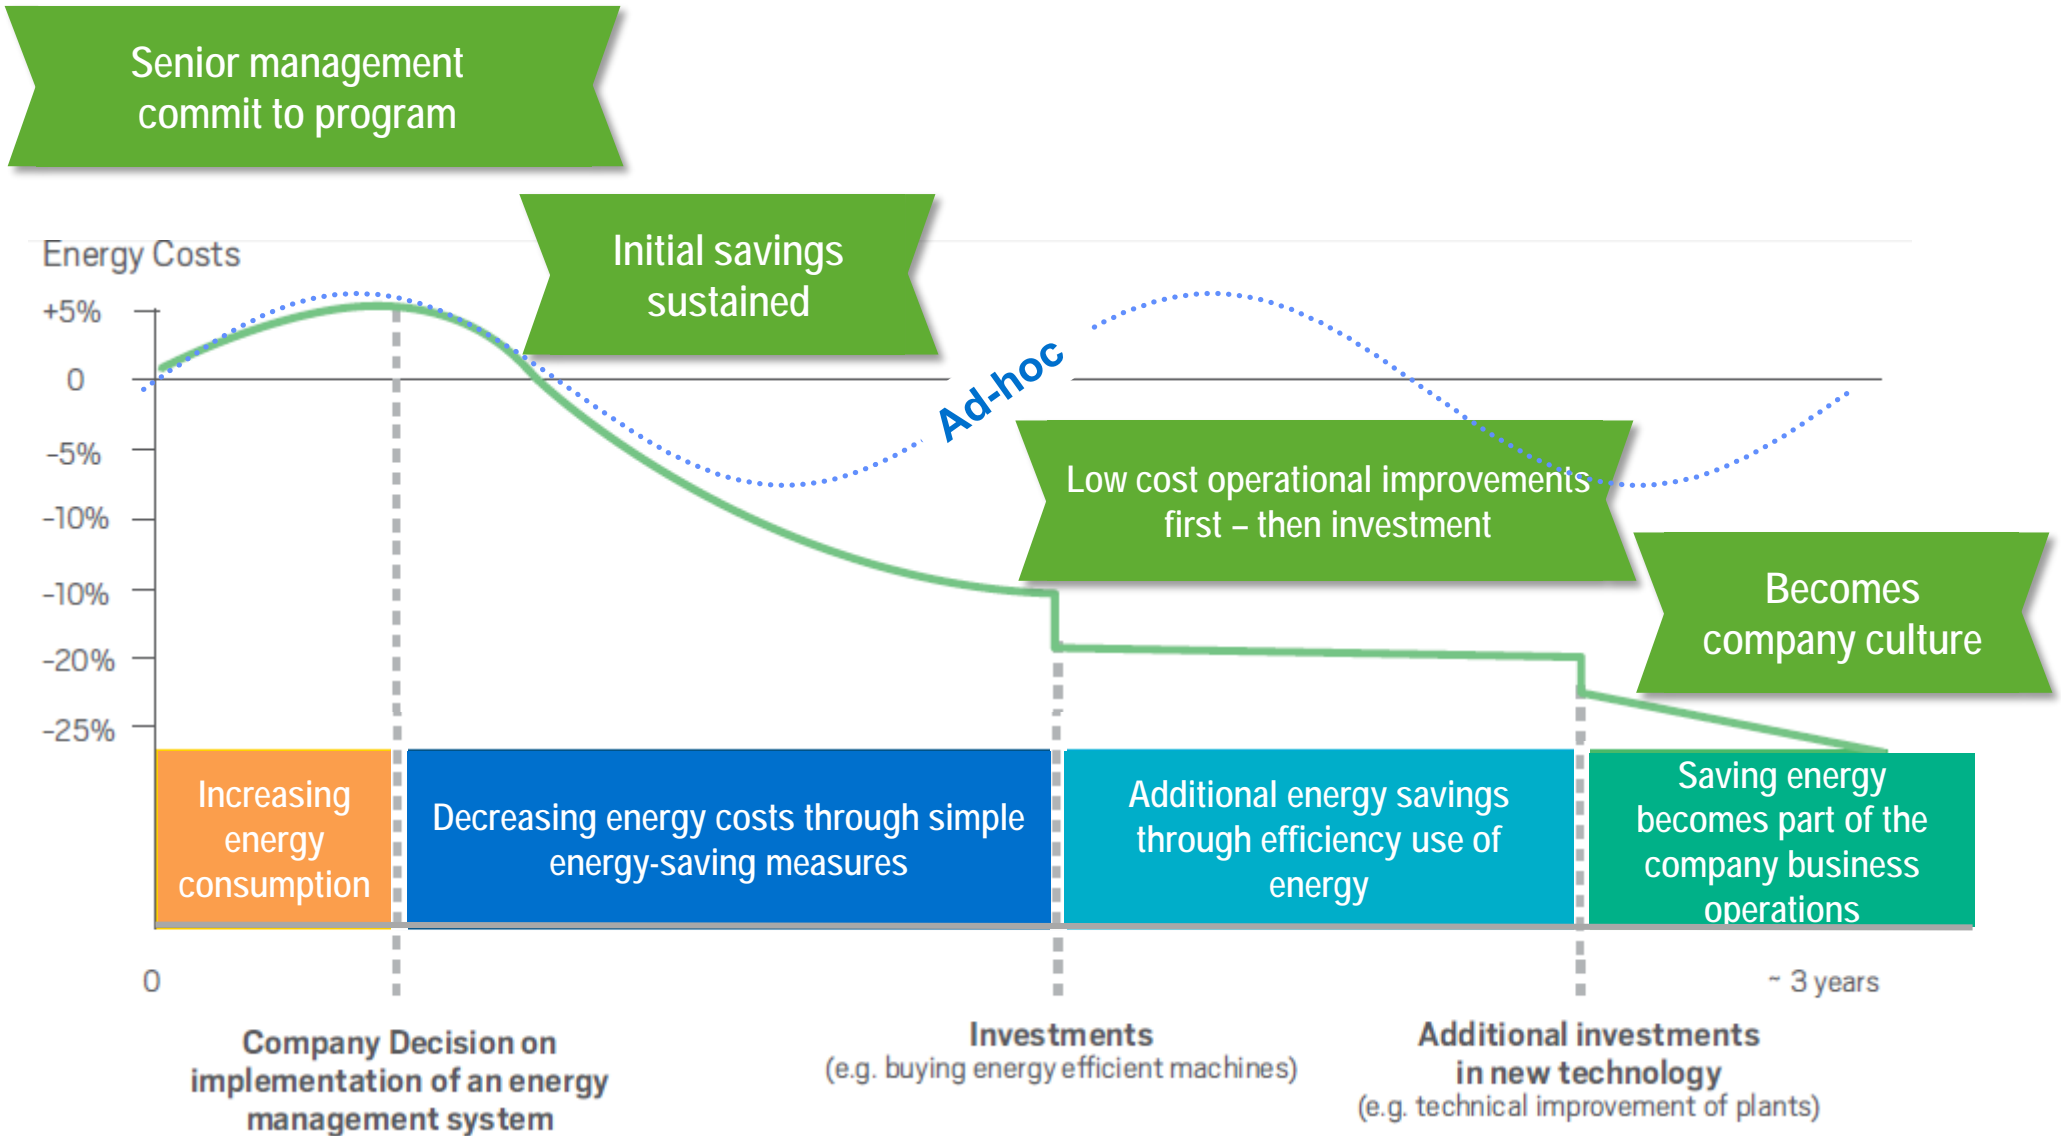 Senior management
commit to program
Initial savings
sustained
Energy Costs
+5%
0
-5%
-10%
-10%
-20%
-25%
Ad-hoc
Low cost operational improvements
first – then investment
Becomes
company culture
Increasing
energy
consumption
Decreasing energy costs through simple
energy-saving measures
Additional energy savings
through efficiency use of
energy
Saving energy
becomes part of the
company business
operations
0
~ 3 years
Company Decision on
implementation of an energy
management system
Investments
(e.g. buying energy efficient machines)
Additional investments
in new technology
(e.g. technical improvement of plants)